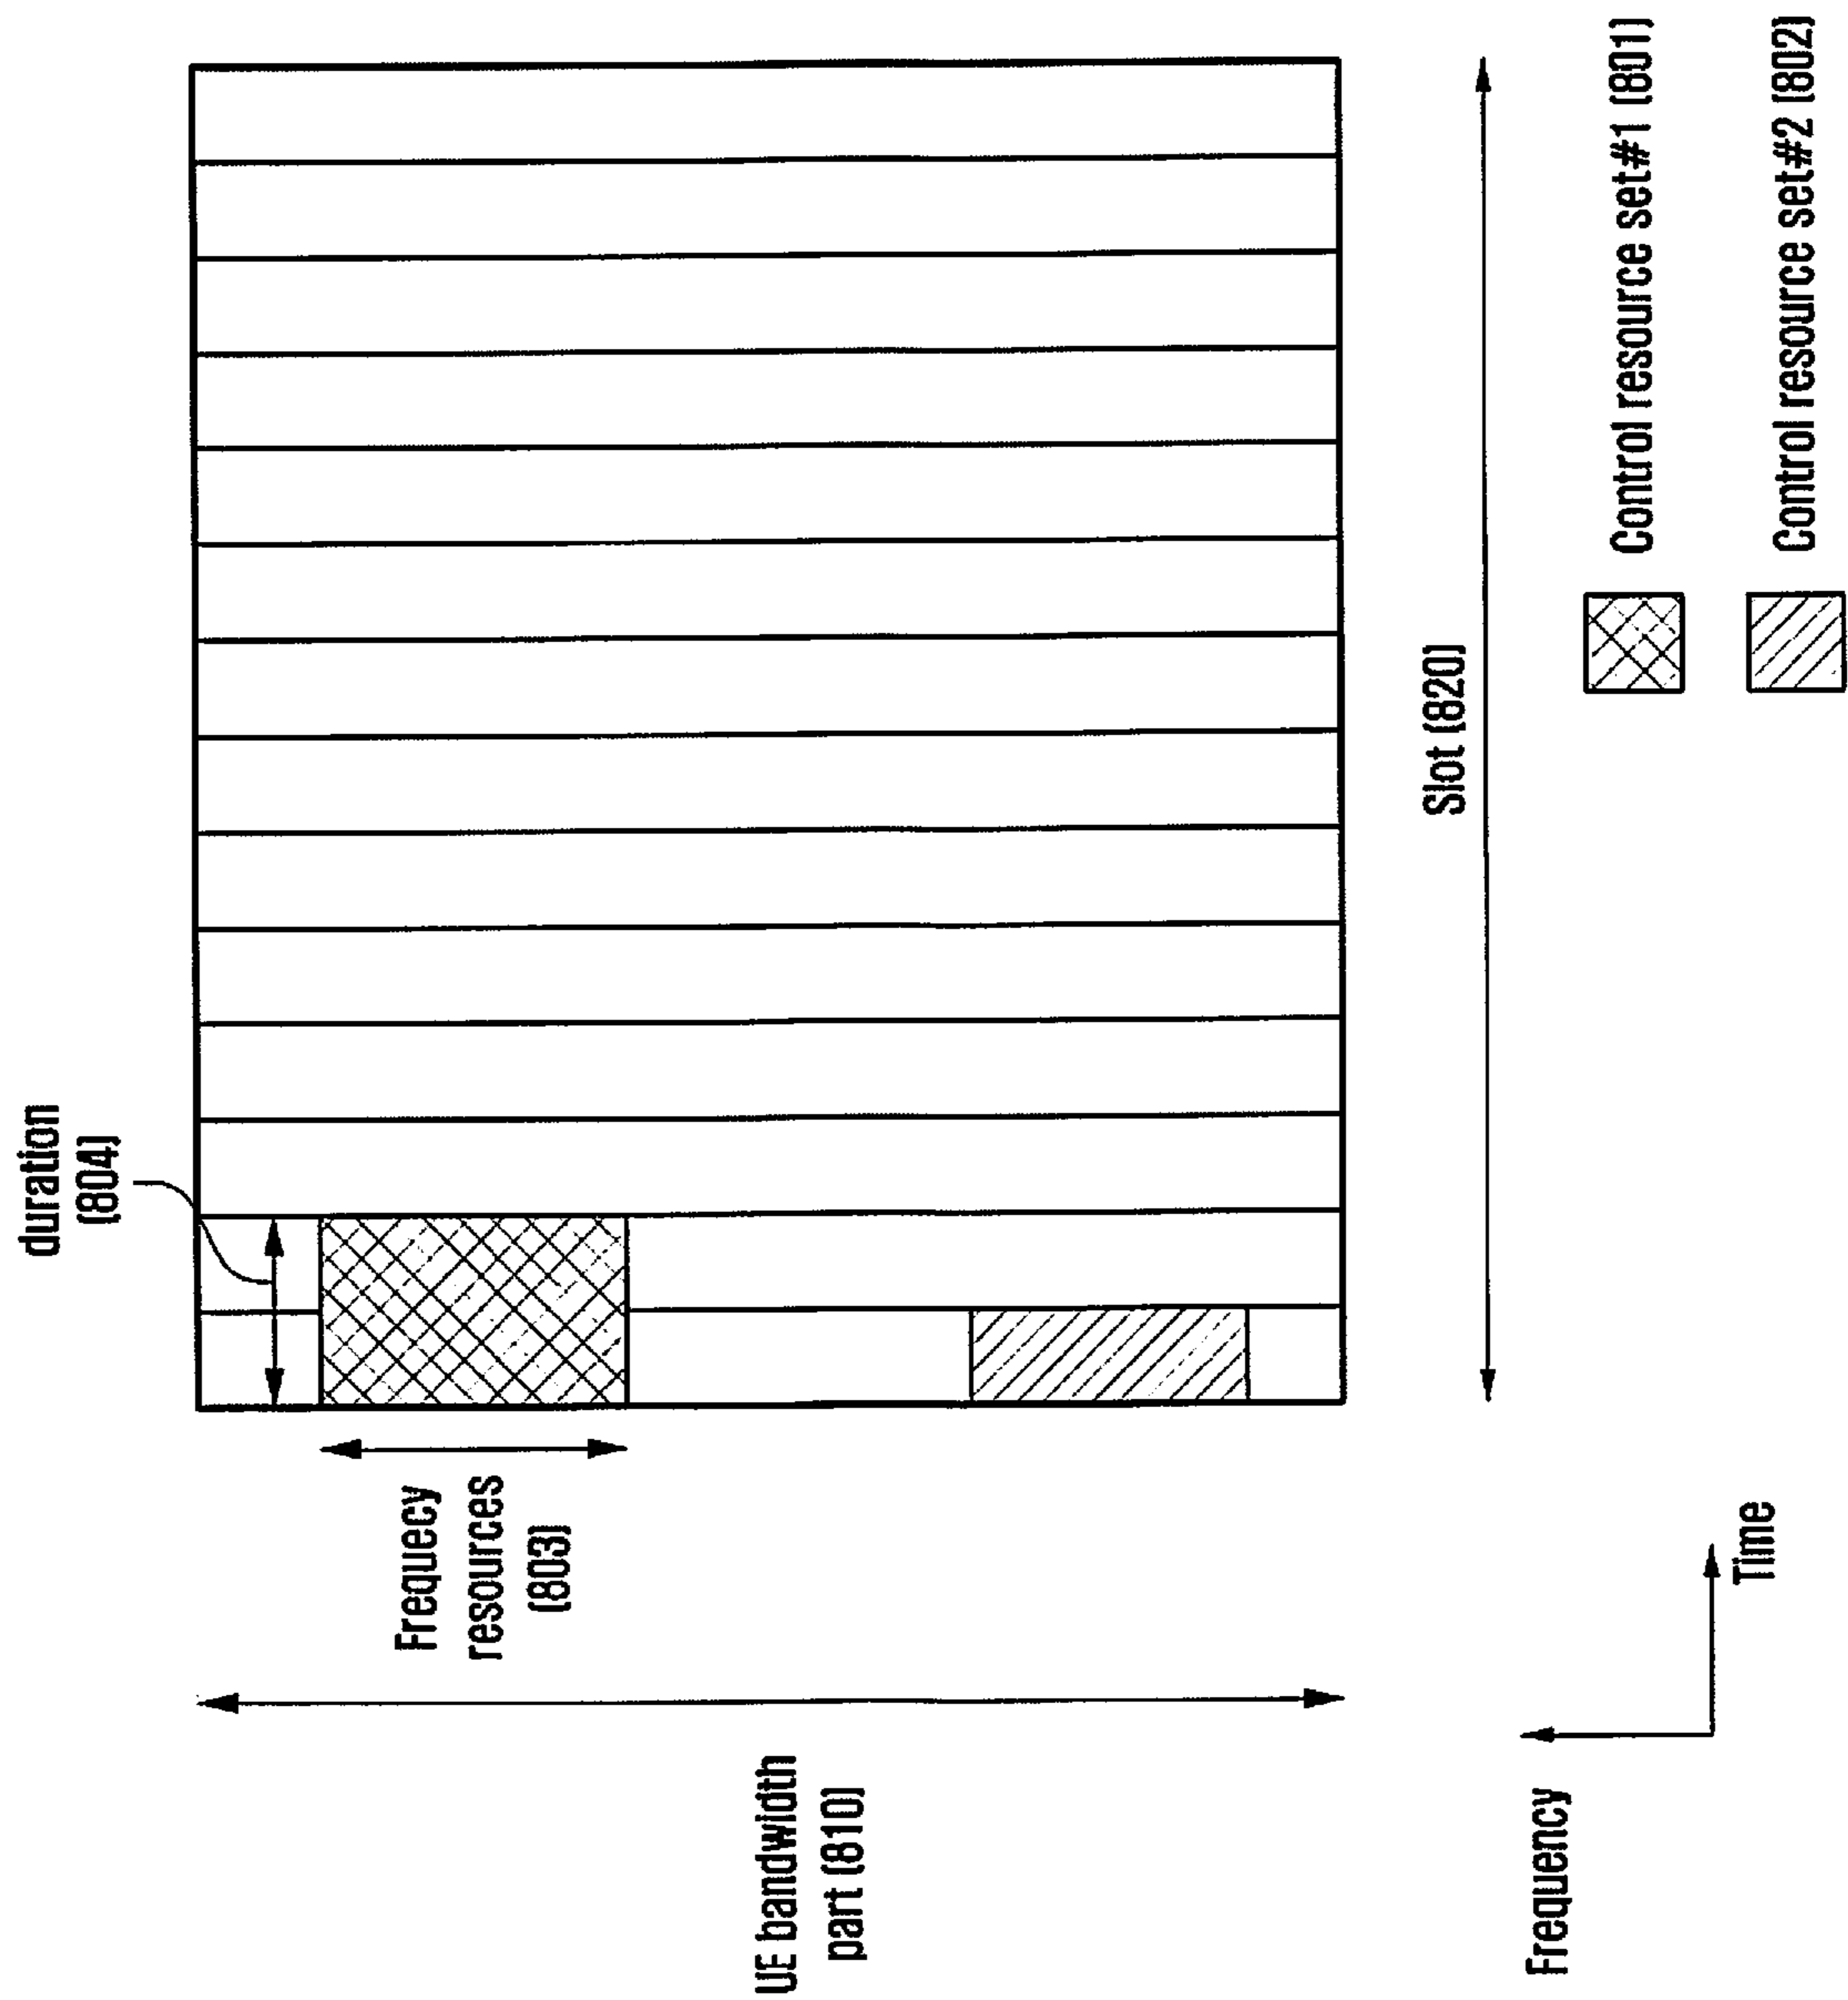 duration
(804)
Frequecy
resources
(803)
UE bandwidth
part (810)
Slot (820)
Frequency
Time
Control resource set#1 (801)
Control resource set#2 (802)